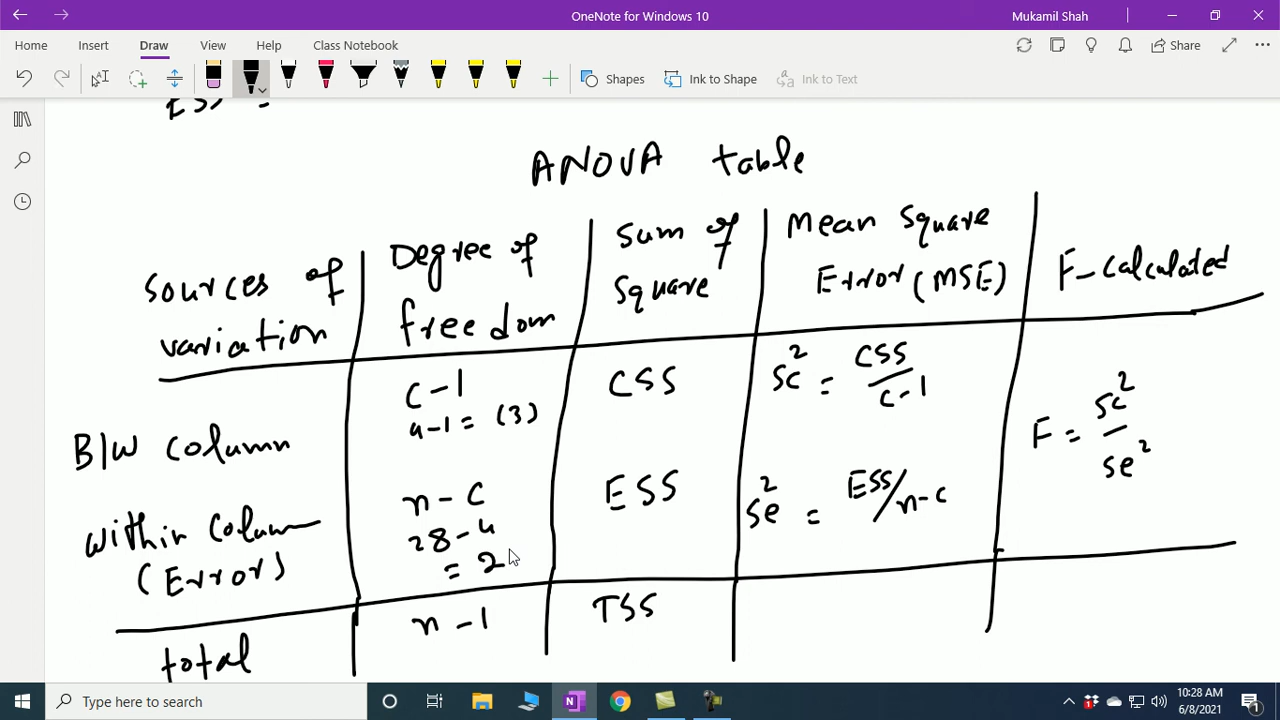 OneNote for Windows 10
Mukamil Shah
Home Insert Draw View Help Class Notebook
Share
Shapes
Ink to Shape
Ink to Text
ESS =
ANOVA table
Sources of variation
Degree of freedom
Sum of Square
Mean Square Error (MSE)
F-calculated
B/W Column
c-1
4-1 = (3)
CSS
sc² = CSS/c-1
F = sc²/se²
within column (Error)
n-c
28-4
= 2
ESS
se² = ESS/n-c
total
n-1
TSS
Type here to search
10:28 AM
6/8/2021
1